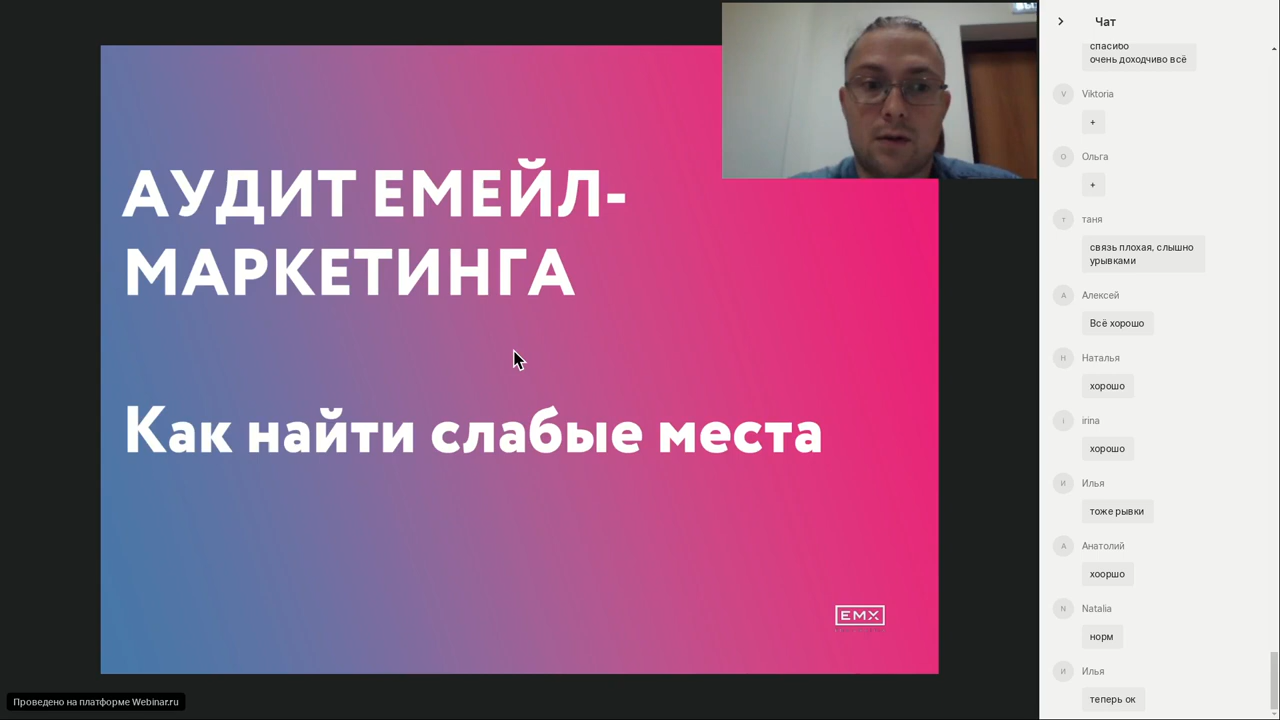 АУДИТ ЕМЕЙЛ-
МАРКЕТИНГА
Как найти слабые места
EMX
Проведено на платформе Webinar.ru
Чат
спасибо
очень доходчиво всё
V Viktoria
+
О Ольга
+
т таня
связь плохая, слышно
урывками
А Алексей
Всё хорошо
Н Наталья
хорошо
i irina
хорошо
И Илья
тоже рывки
А Анатолий
хооршо
N Natalia
норм
И Илья
теперь ок